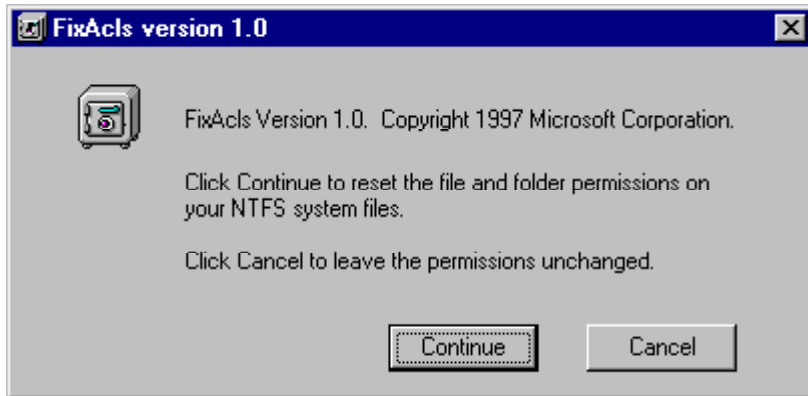 FixAcls version 1.0
FixAcls Version 1.0.  Copyright 1997 Microsoft Corporation.
Click Continue to reset the file and folder permissions on
your NTFS system files.
Click Cancel to leave the permissions unchanged.
Continue
Cancel